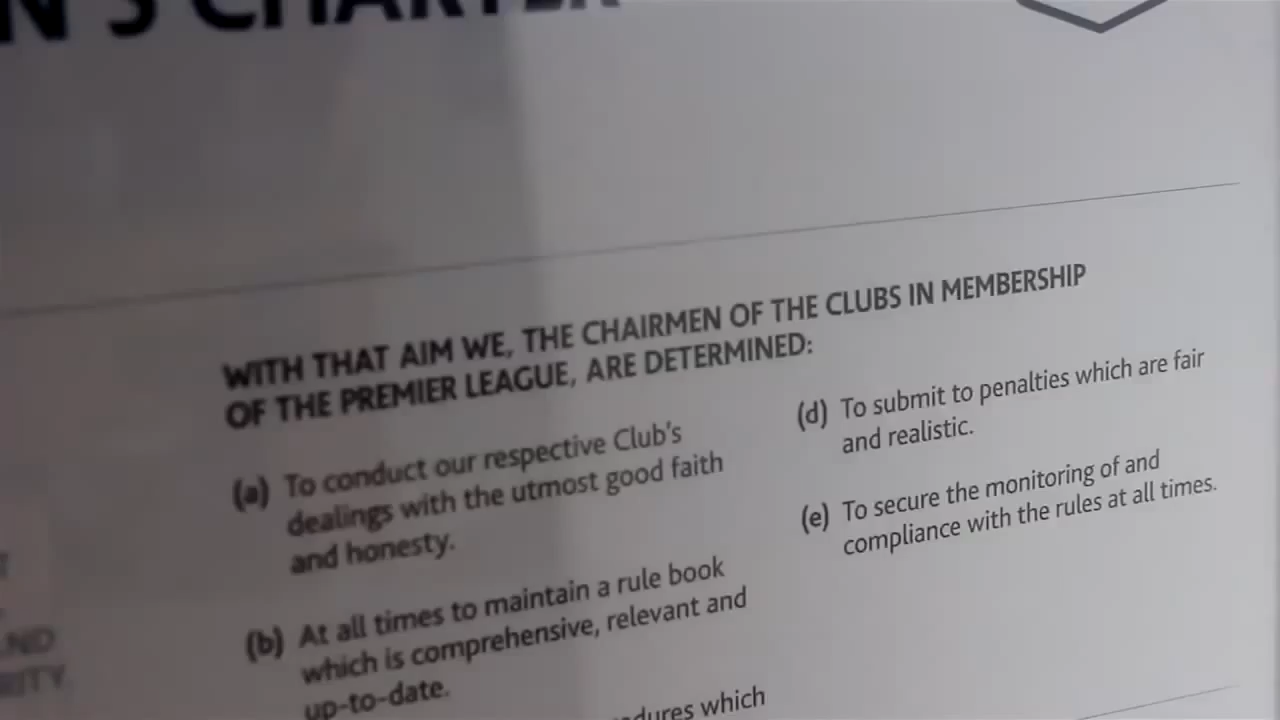 N'S CHARTER
WITH THAT AIM WE, THE CHAIRMEN OF THE CLUBS IN MEMBERSHIP
OF THE PREMIER LEAGUE, ARE DETERMINED:
(a) To conduct our respective Club's
dealings with the utmost good faith
and honesty.
(b) At all times to maintain a rule book
which is comprehensive, relevant and
up-to-date.
which
(d) To submit to penalties which are fair
and realistic.
(e) To secure the monitoring of and
compliance with the rules at all times.